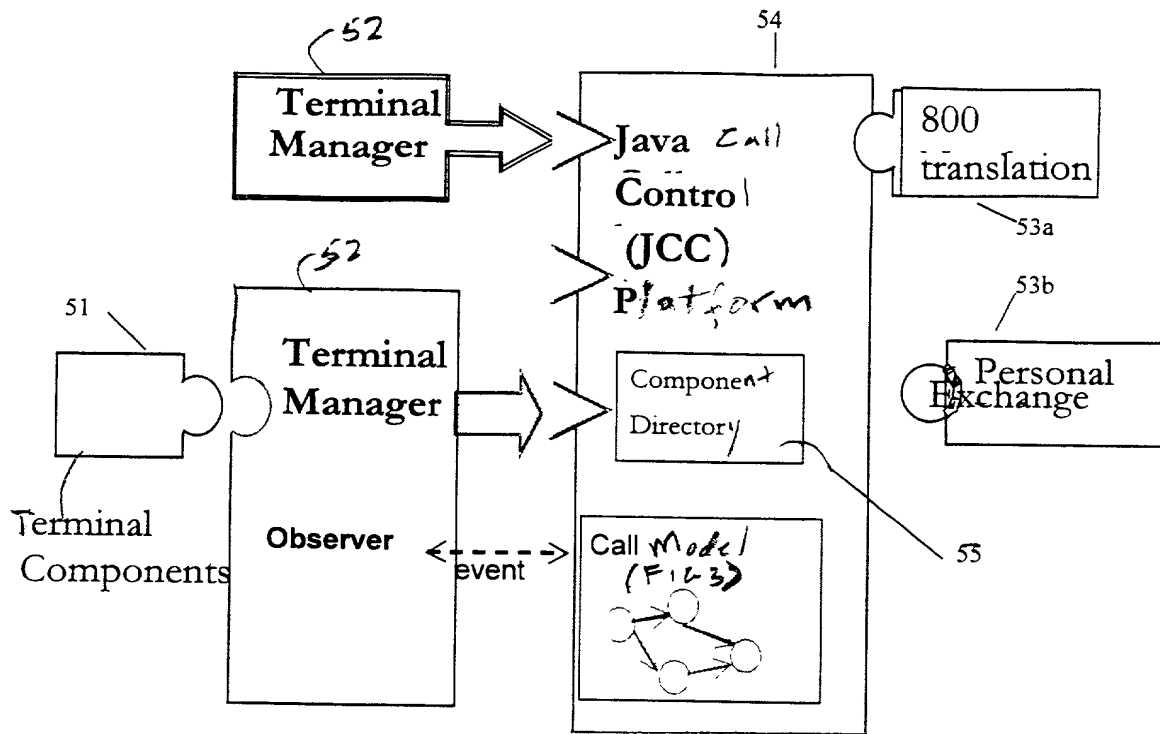 52
54
Terminal
Manager
Java Call
Control
(JCC)
Platform
800
translation
53a
52
51
53b
Terminal
Manager
Component
Directory
Personal
Exchange
Terminal
Components
Observer
event
Call Model
(FIG 3)
55